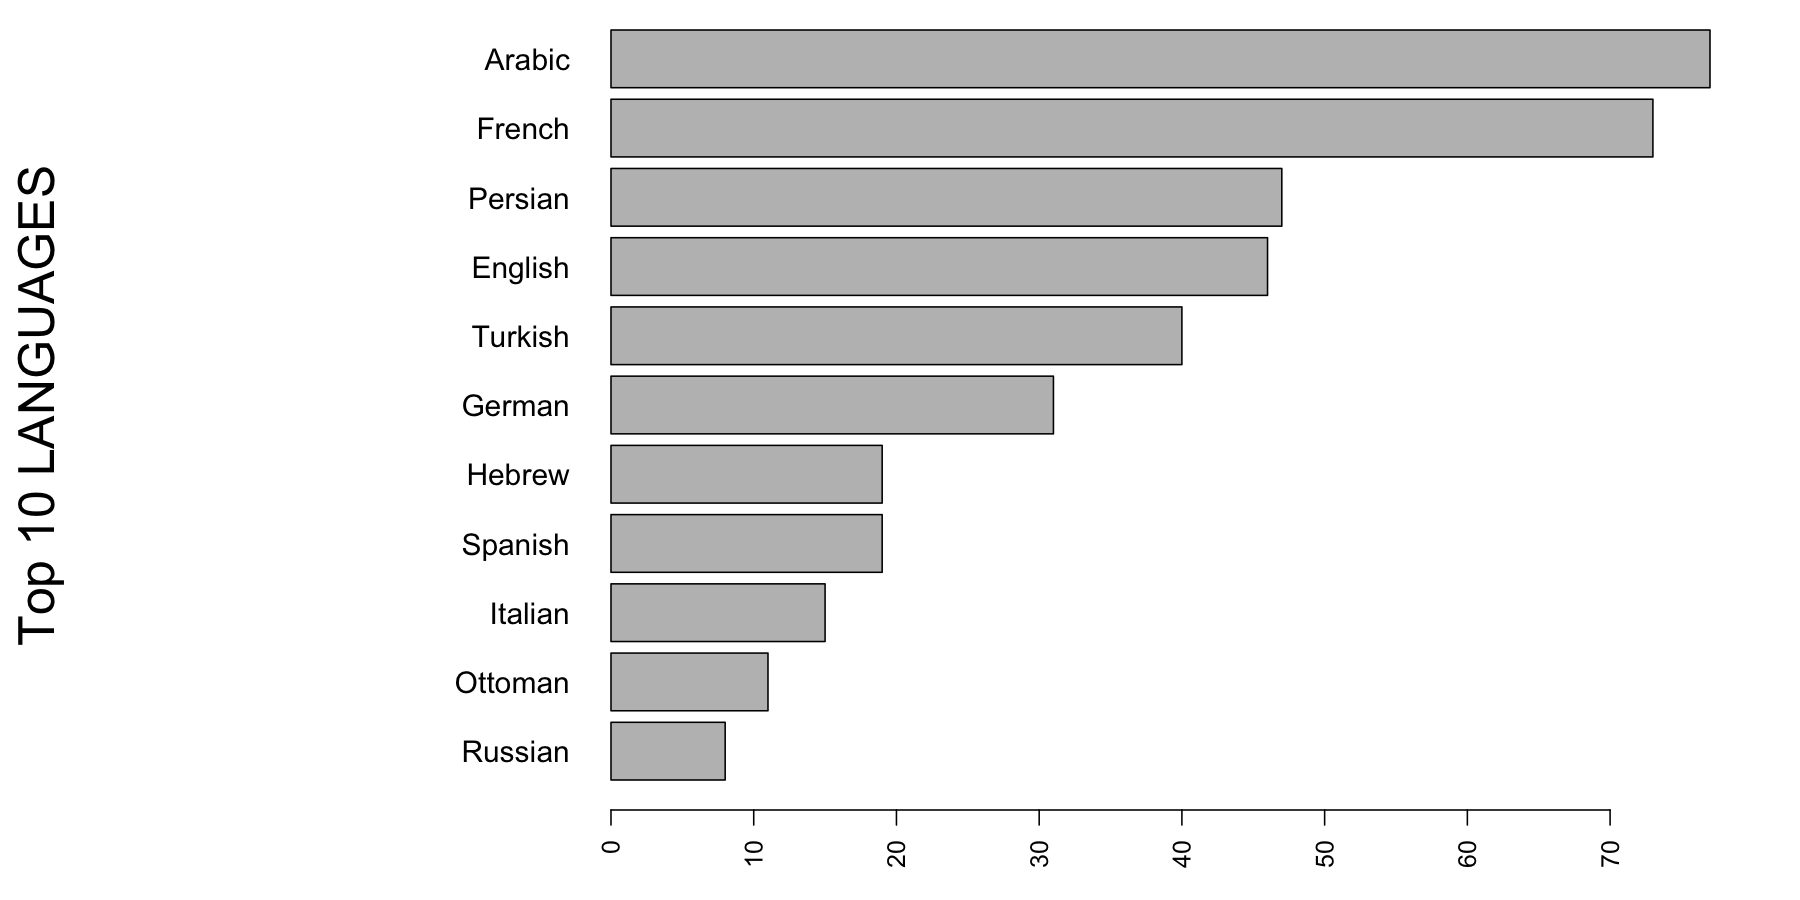 Top 10 LANGUAGES
Arabic
French
Persian
English
Turkish
German
Hebrew
Spanish
Italian
Ottoman
Russian
0 10 20 30 40 50 60 70